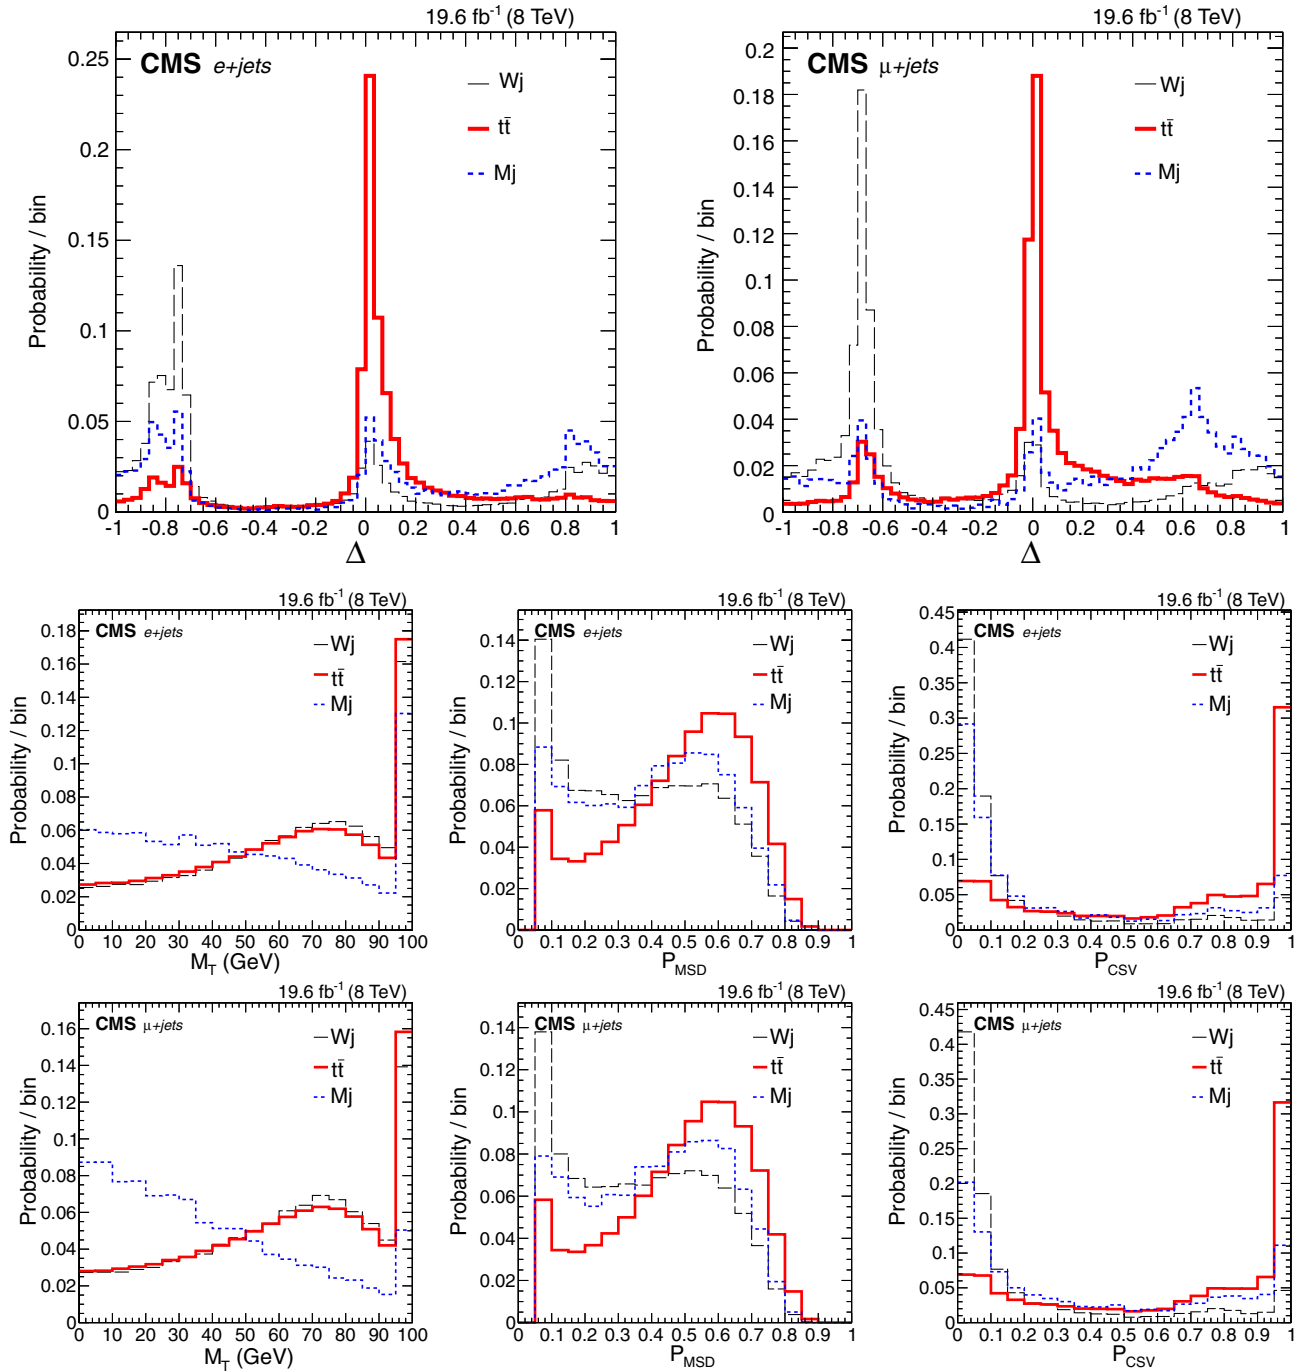 19.6 fb⁻¹ (8 TeV)
CMS e+jets
Wj
tt̄
Mj
Probability / bin
0.25
0.2
0.15
0.1
0.05
0
-1 -0.8 -0.6 -0.4 -0.2 0 0.2 0.4 0.6 0.8 1
Δ
19.6 fb⁻¹ (8 TeV)
CMS μ+jets
Wj
tt̄
Mj
Probability / bin
0.2
0.18
0.16
0.14
0.12
0.1
0.08
0.06
0.04
0.02
0
-1 -0.8 -0.6 -0.4 -0.2 0 0.2 0.4 0.6 0.8 1
Δ
19.6 fb⁻¹ (8 TeV)
CMS e+jets
Wj
tt̄
Mj
Probability / bin
0.18
0.16
0.14
0.12
0.1
0.08
0.06
0.04
0.02
0
0 10 20 30 40 50 60 70 80 90 100
M_T (GeV)
19.6 fb⁻¹ (8 TeV)
CMS e+jets
Wj
tt̄
Mj
Probability / bin
0.14
0.12
0.1
0.08
0.06
0.04
0.02
0
0 0.1 0.2 0.3 0.4 0.5 0.6 0.7 0.8 0.9 1
P_MSD
19.6 fb⁻¹ (8 TeV)
CMS e+jets
Wj
tt̄
Mj
Probability / bin
0.45
0.4
0.35
0.3
0.25
0.2
0.15
0.1
0.05
0
0 0.1 0.2 0.3 0.4 0.5 0.6 0.7 0.8 0.9 1
P_CSV
19.6 fb⁻¹ (8 TeV)
CMS μ+jets
Wj
tt̄
Mj
Probability / bin
0.16
0.14
0.12
0.1
0.08
0.06
0.04
0.02
0
0 10 20 30 40 50 60 70 80 90 100
M_T (GeV)
19.6 fb⁻¹ (8 TeV)
CMS μ+jets
Wj
tt̄
Mj
Probability / bin
0.14
0.12
0.1
0.08
0.06
0.04
0.02
0
0 0.1 0.2 0.3 0.4 0.5 0.6 0.7 0.8 0.9 1
P_MSD
19.6 fb⁻¹ (8 TeV)
CMS μ+jets
Wj
tt̄
Mj
Probability / bin
0.45
0.4
0.35
0.3
0.25
0.2
0.15
0.1
0.05
0
0 0.1 0.2 0.3 0.4 0.5 0.6 0.7 0.8 0.9 1
P_CSV